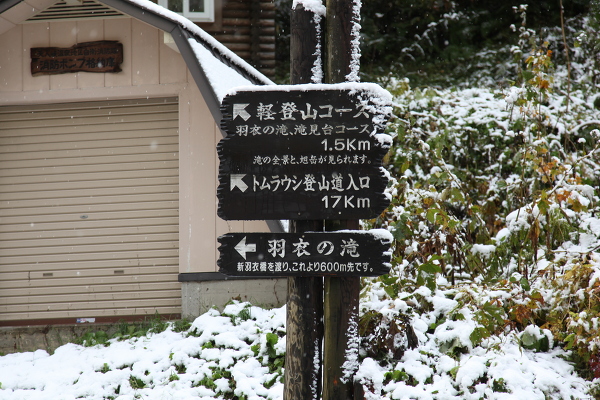 軽登山コース
羽衣の滝、滝見台コース
1.5Km
滝の全景と、旭岳が見られます。
トムラウシ登山道入口
17Km
羽衣の滝
新羽衣橋を渡り、これより600m先です。